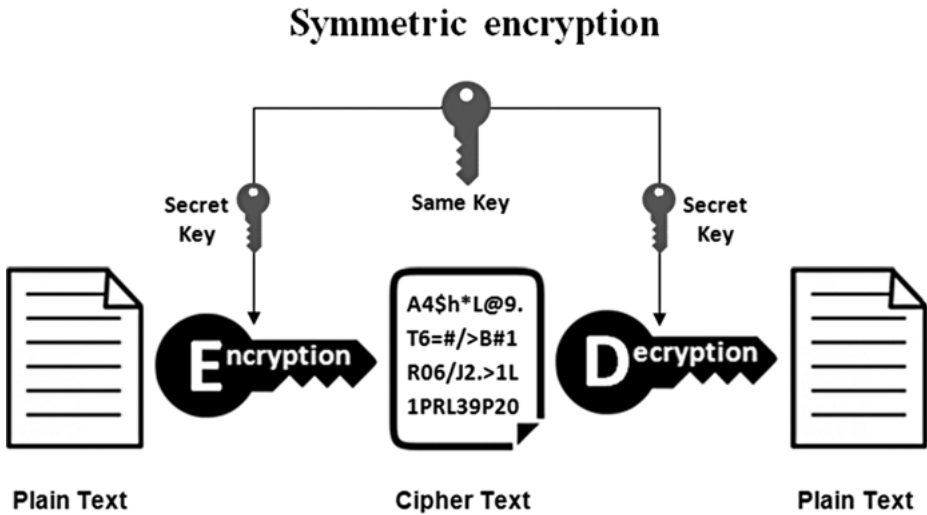 Symmetric encryption
Same Key
Secret
Key
Secret
Key
Encryption
A4$h*L@9.
T6=#/>B#1
R06/J2.>1L
1PRL39P20
Decryption
Plain Text
Cipher Text
Plain Text